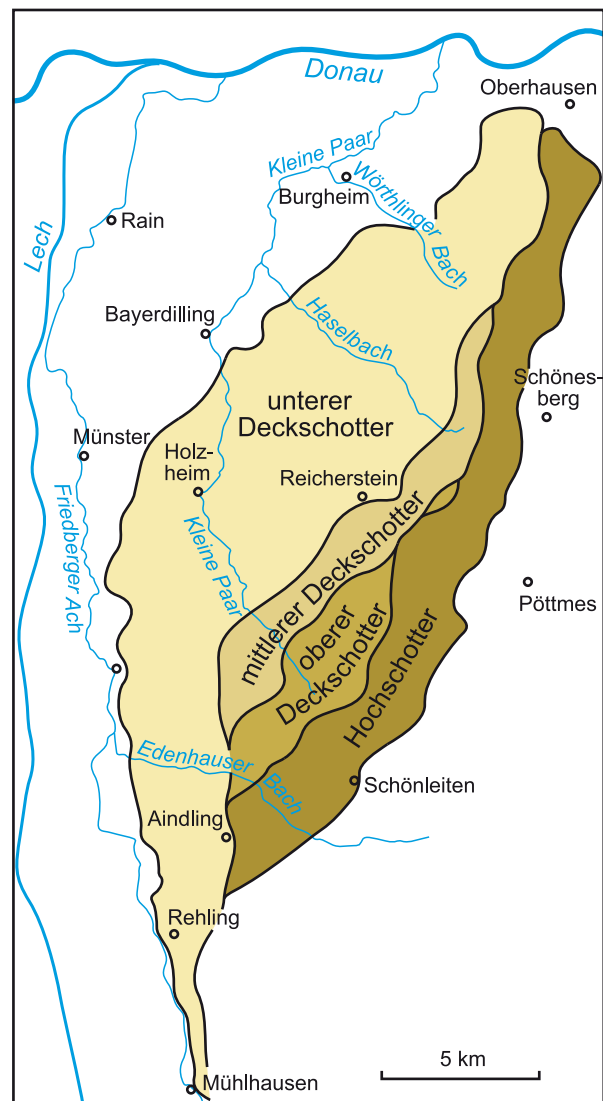 Donau
Oberhausen
Kleine Paar
Burgheim
Wörthlinger
Bach
Lech
Rain
Bayerdilling
Haselbach
Schönes-
berg
unterer
Deckschotter
Münster
Holz-
heim
Reicherstein
Friedberger Ach
Kleine Paar
mittlerer Deckschotter
Pöttmes
oberer
Deckschotter
Hochschotter
Edenhauser
Bach
Schönleiten
Aindling
Rehling
5 km
Mühlhausen